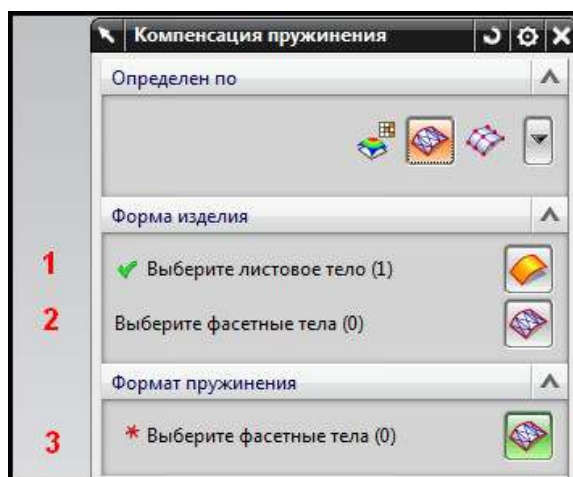 Компенсация пружинения
Определен по
Форма изделия
1 Выберите листовое тело (1)
2 Выберите фасетные тела (0)
Формат пружинения
3 * Выберите фасетные тела (0)